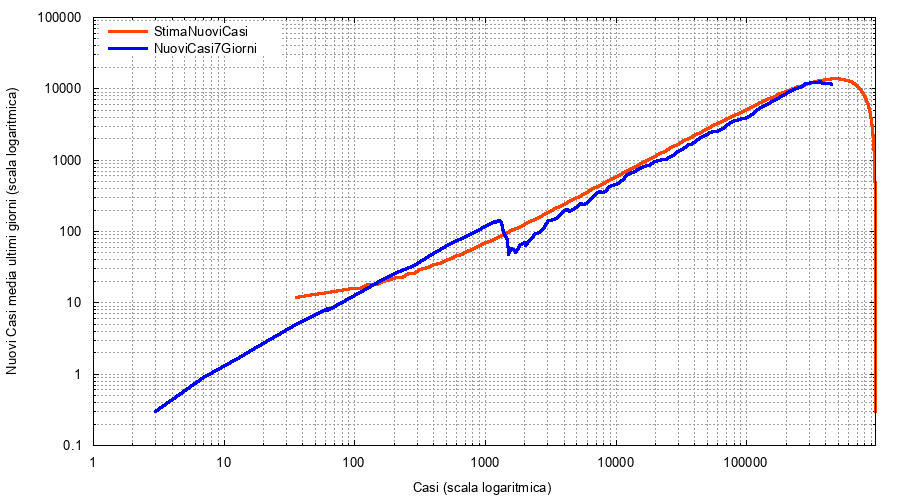 100000
StimaNuoviCasi
NuoviCasi7Giorni
10000
1000
100
10
1
0.1
Nuovi Casi media ultimi giorni (scala logaritmica)
1 10 100 1000 10000 100000
Casi (scala logaritmica)